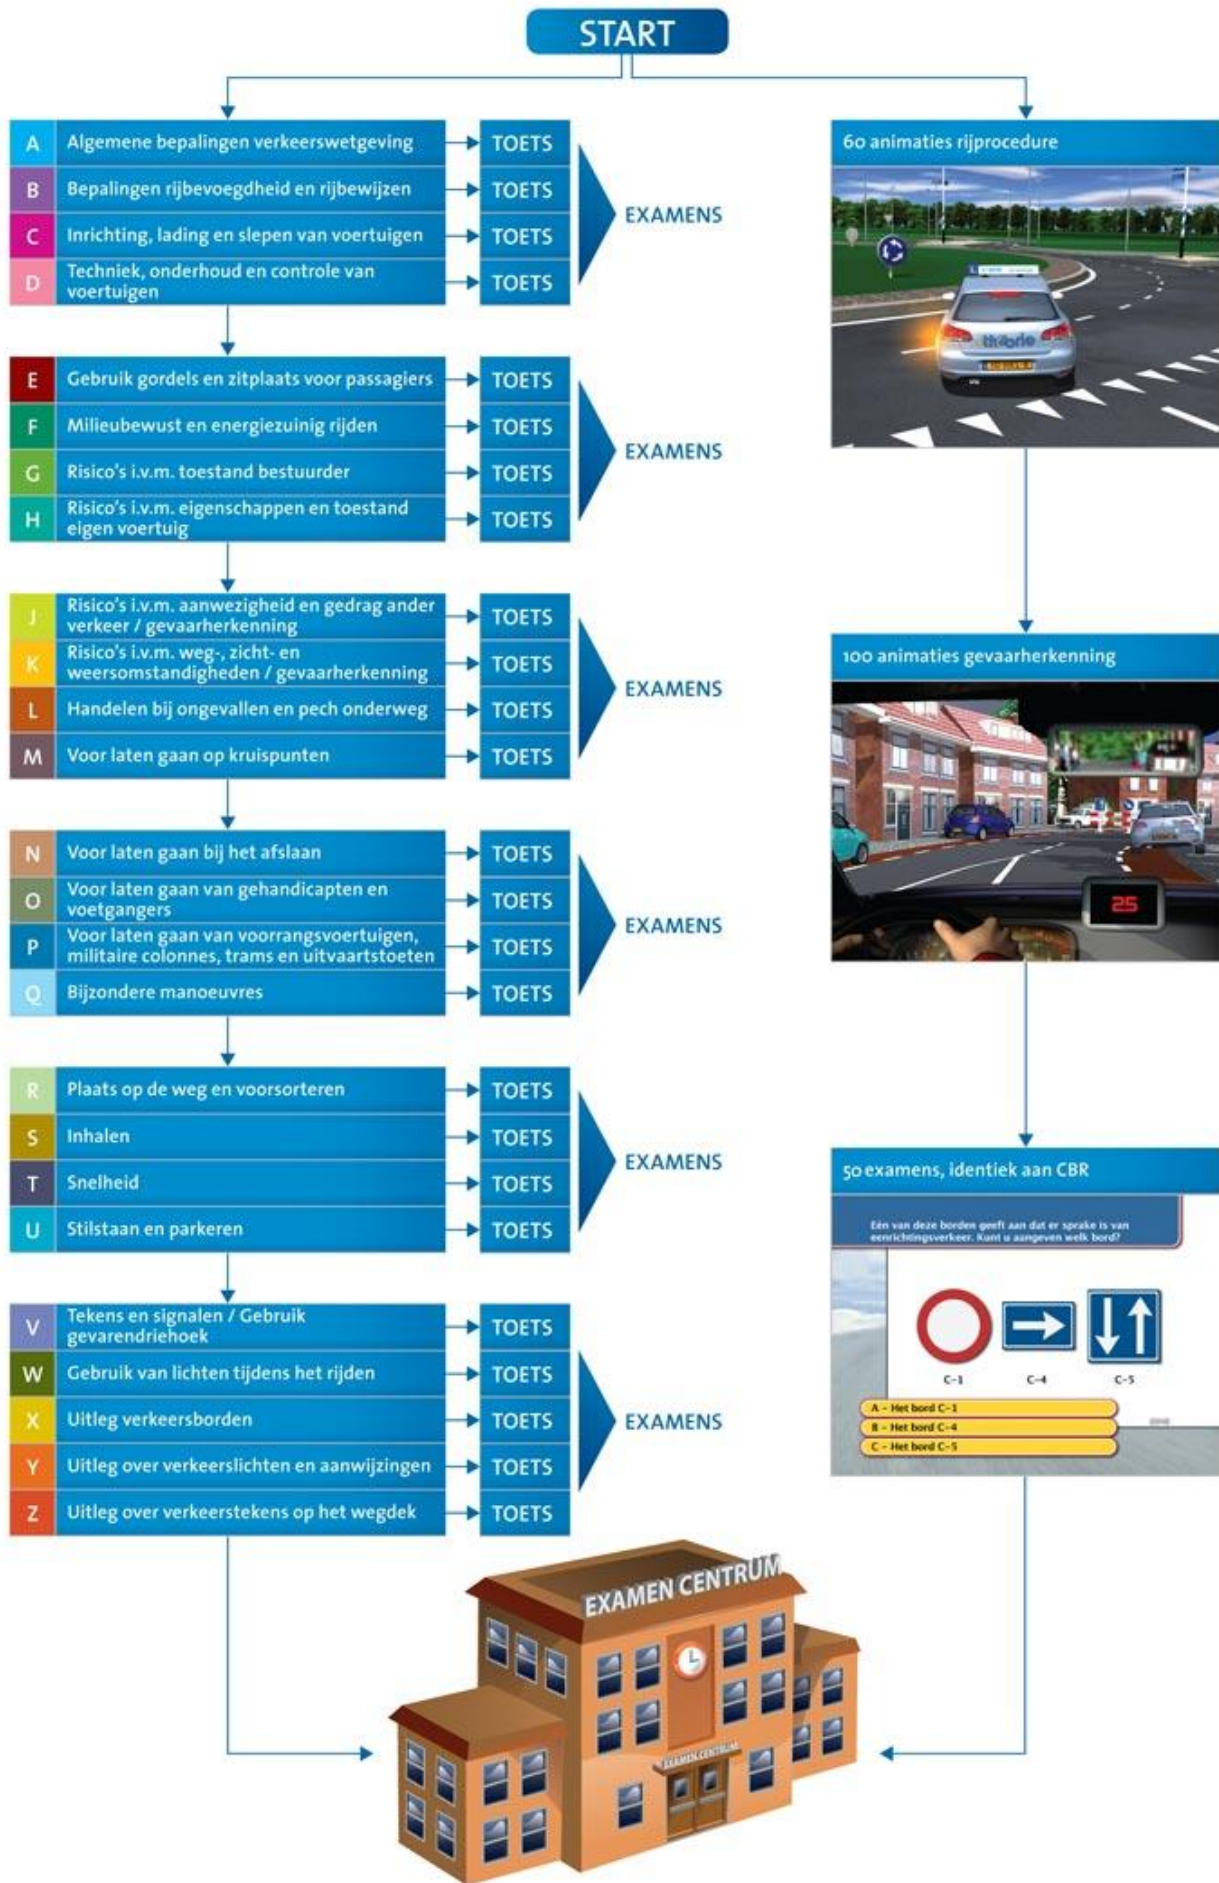 START
A
Algemene bepalingen verkeerswetgeving
TOETS
B
Bepalingen rijbevoegdheid en rijbewijzen
TOETS
C
Inrichting, lading en slepen van voertuigen
TOETS
D
Techniek, onderhoud en controle van
voertuigen
TOETS
EXAMENS
E
Gebruik gordels en zitplaats voor passagiers
TOETS
F
Milieubewust en energiezuinig rijden
TOETS
G
Risico's i.v.m. toestand bestuurder
TOETS
H
Risico's i.v.m. eigenschappen en toestand
eigen voertuig
TOETS
EXAMENS
J
Risico's i.v.m. aanwezigheid en gedrag ander
verkeer / gevaarherkenning
TOETS
K
Risico's i.v.m. weg-, zicht- en
weersomstandigheden / gevaarherkenning
TOETS
L
Handelen bij ongevallen en pech onderweg
TOETS
M
Voor laten gaan op kruispunten
TOETS
EXAMENS
N
Voor laten gaan bij het afslaan
TOETS
O
Voor laten gaan van gehandicapten en
voetgangers
TOETS
P
Voor laten gaan van voorrangsvoertuigen,
militaire colonnes, trams en uitvaartstoeten
TOETS
Q
Bijzondere manoeuvres
TOETS
EXAMENS
R
Plaats op de weg en voorsorteren
TOETS
S
Inhalen
TOETS
T
Snelheid
TOETS
U
Stilstaan en parkeren
TOETS
EXAMENS
V
Tekens en signalen / Gebruik
gevarendriehoek
TOETS
W
Gebruik van lichten tijdens het rijden
TOETS
X
Uitleg verkeersborden
TOETS
Y
Uitleg over verkeerslichten en aanwijzingen
TOETS
Z
Uitleg over verkeerstekens op het wegdek
TOETS
EXAMENS
60 animaties rijprocedure
L
theorie
100 animaties gevaarherkenning
25
50 examens, identiek aan CBR
Eén van deze borden geeft aan dat er sprake is van
eenrichtingsverkeer. Kunt u aangeven welk bord?
C-1
C-4
C-5
A - Het bord C-1
B - Het bord C-4
C - Het bord C-5
EXAMEN CENTRUM
EXAMEN CENTRUM